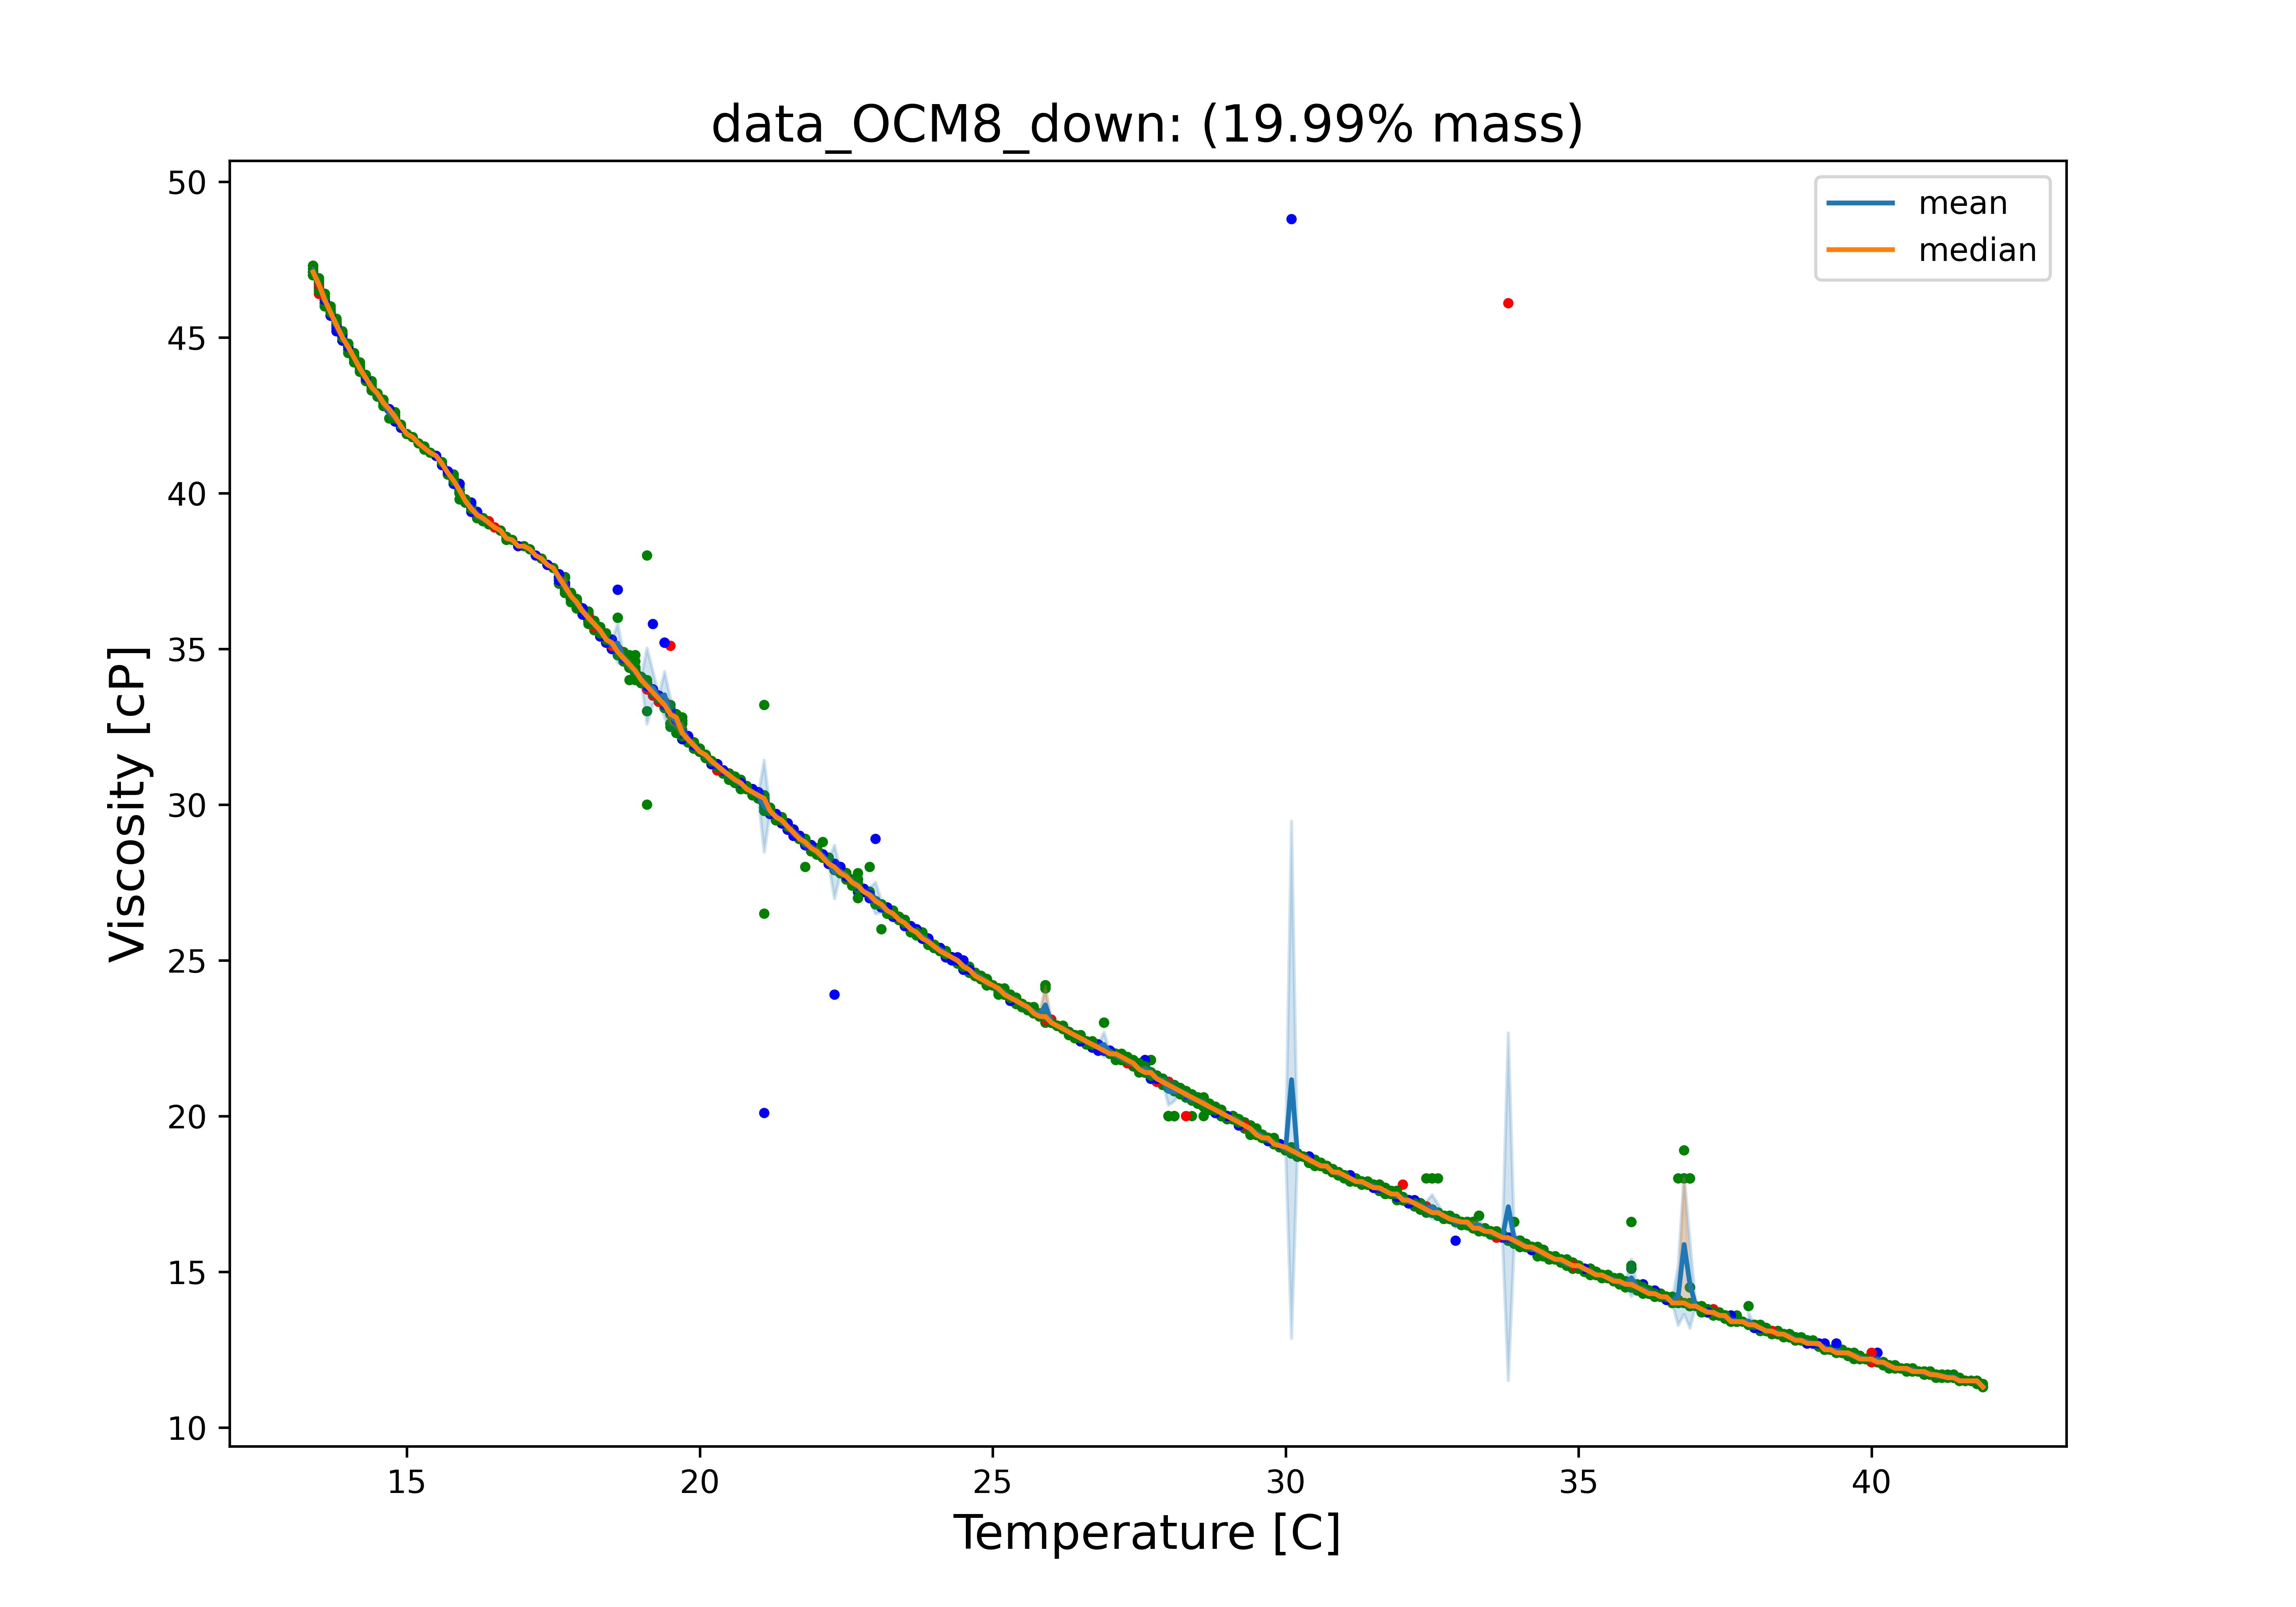 data_OCM8_down: (19.99% mass)
mean
median
50
45
40
35
30
25
20
15
10
Viscosity [cP]
15 20 25 30 35 40
Temperature [C]